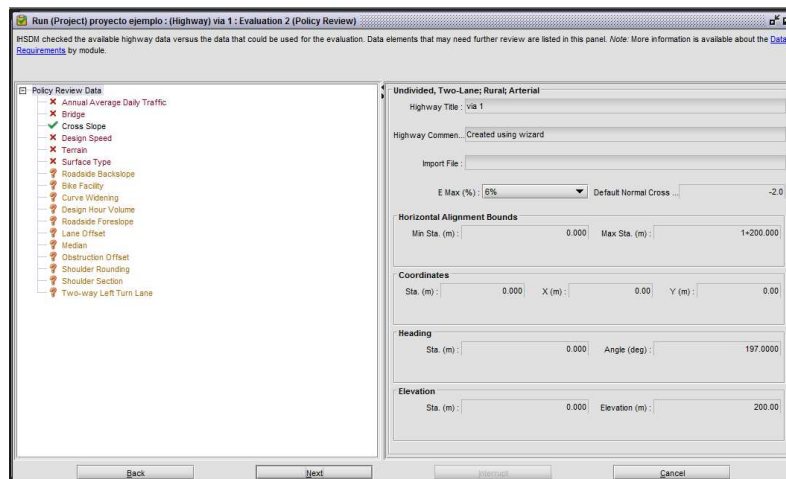 Run (Project) proyecto ejemplo : (Highway) via 1 : Evaluation 2 (Policy Review)
IHSDM checked the available highway data versus the data that could be used for the evaluation. Data elements that may need further review are listed in this panel. Note: More information is available about the Data
Requirements by module.
Policy Review Data
Annual Average Daily Traffic
Bridge
Cross Slope
Design Speed
Terrain
Surface Type
Roadside Backslope
Bike Facility
Curve Widening
Design Hour Volume
Roadside Foreslope
Lane Offset
Median
Obstruction Offset
Shoulder Rounding
Shoulder Section
Two-way Left Turn Lane
Undivided, Two-Lane; Rural; Arterial
Highway Title : via 1
Highway Commen... Created using wizard
Import File :
E Max (%) : 6% Default Normal Cross ... -2.0
Horizontal Alignment Bounds
Min Sta. (m) : 0.000 Max Sta. (m) : 1+200.000
Coordinates
Sta. (m) : 0.000 X (m) : 0.00 Y (m) : 0.00
Heading
Sta. (m) : 0.000 Angle (deg) : 197.0000
Elevation
Sta. (m) : 0.000 Elevation (m) : 200.00
Back Next Interrupt Cancel